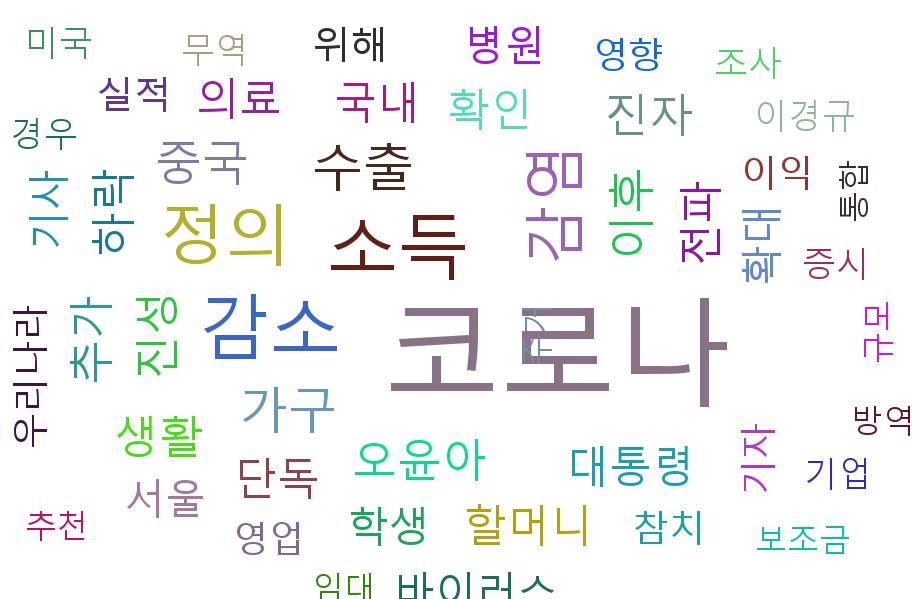 미국
무역
위해
병원
영향
조사
실적
의료
국내
확인
진자
이경규
경우
중국
수출
감염
이후
전파
이익
통합
기사
하락
정의
소득
확대
증시
우리나라
추가
진성
감소
코로나
규모
가구
생활
오윤아
대통령
기자
방역
서울
단독
기업
추천
영업
학생
할머니
참치
보조금
임대
바이러스